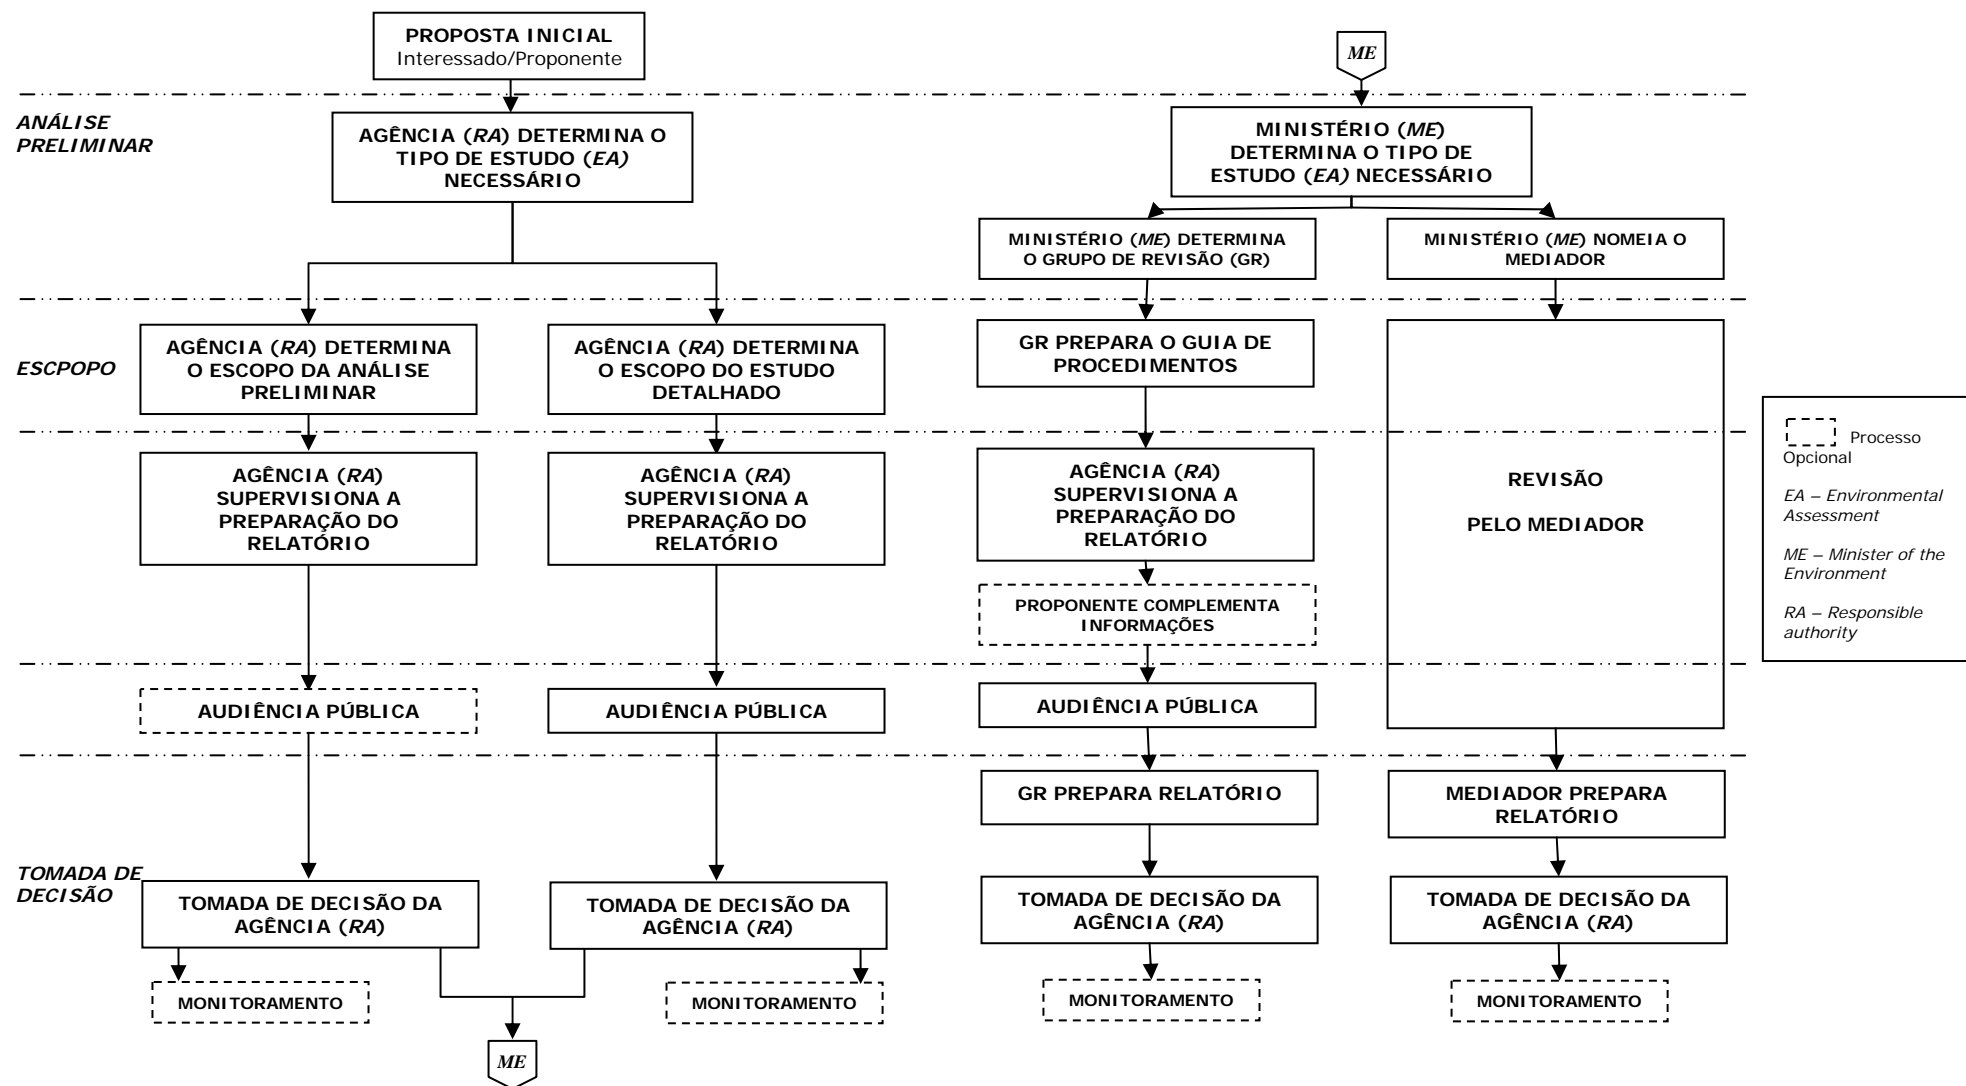 PROPOSTA INICIAL
Interessado/Proponente
ME
ANÁLISE
PRELIMINAR
AGÊNCIA (RA) DETERMINA O
TIPO DE ESTUDO (EA)
NECESSÁRIO
MINISTÉRIO (ME)
DETERMINA O TIPO DE
ESTUDO (EA) NECESSÁRIO
MINISTÉRIO (ME) DETERMINA
O GRUPO DE REVISÃO (GR)
MINISTÉRIO (ME) NOMEIA O
MEDIADOR
ESCPOPO
AGÊNCIA (RA) DETERMINA
O ESCOPO DA ANÁLISE
PRELIMINAR
AGÊNCIA (RA) DETERMINA
O ESCOPO DO ESTUDO
DETALHADO
GR PREPARA O GUIA DE
PROCEDIMENTOS
AGÊNCIA (RA)
SUPERVISIONA A
PREPARAÇÃO DO
RELATÓRIO
AGÊNCIA (RA)
SUPERVISIONA A
PREPARAÇÃO DO
RELATÓRIO
AGÊNCIA (RA)
SUPERVISIONA A
PREPARAÇÃO DO
RELATÓRIO
REVISÃO
PELO MEDIADOR
PROPONENTE COMPLEMENTA
INFORMAÇÕES
Processo
Opcional
EA – Environmental
Assessment
ME – Minister of the
Environment
RA – Responsible
authority
AUDIÊNCIA PÚBLICA
AUDIÊNCIA PÚBLICA
AUDIÊNCIA PÚBLICA
GR PREPARA RELATÓRIO
MEDIADOR PREPARA
RELATÓRIO
TOMADA DE
DECISÃO
TOMADA DE DECISÃO DA
AGÊNCIA (RA)
TOMADA DE DECISÃO DA
AGÊNCIA (RA)
TOMADA DE DECISÃO DA
AGÊNCIA (RA)
TOMADA DE DECISÃO DA
AGÊNCIA (RA)
MONITORAMENTO
MONITORAMENTO
MONITORAMENTO
MONITORAMENTO
ME